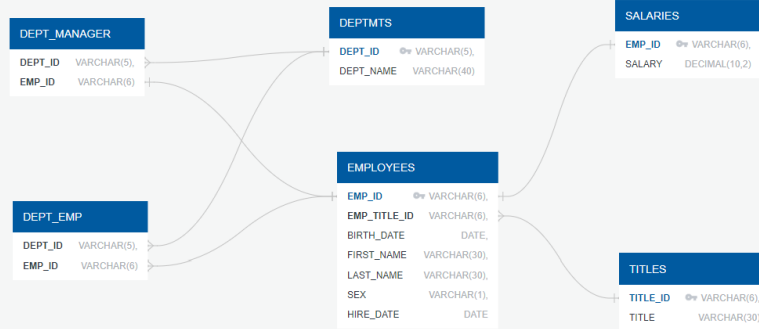 DEPT_MANAGER
DEPT_ID VARCHAR(5),
EMP_ID VARCHAR(6)
DEPTMTS
DEPT_ID VARCHAR(5),
DEPT_NAME VARCHAR(40)
SALARIES
EMP_ID VARCHAR(6),
SALARY DECIMAL(10,2)
DEPT_EMP
DEPT_ID VARCHAR(5),
EMP_ID VARCHAR(6)
EMPLOYEES
EMP_ID VARCHAR(6),
EMP_TITLE_ID VARCHAR(6),
BIRTH_DATE DATE,
FIRST_NAME VARCHAR(30),
LAST_NAME VARCHAR(30),
SEX VARCHAR(1),
HIRE_DATE DATE
TITLES
TITLE_ID VARCHAR(6),
TITLE VARCHAR(30)